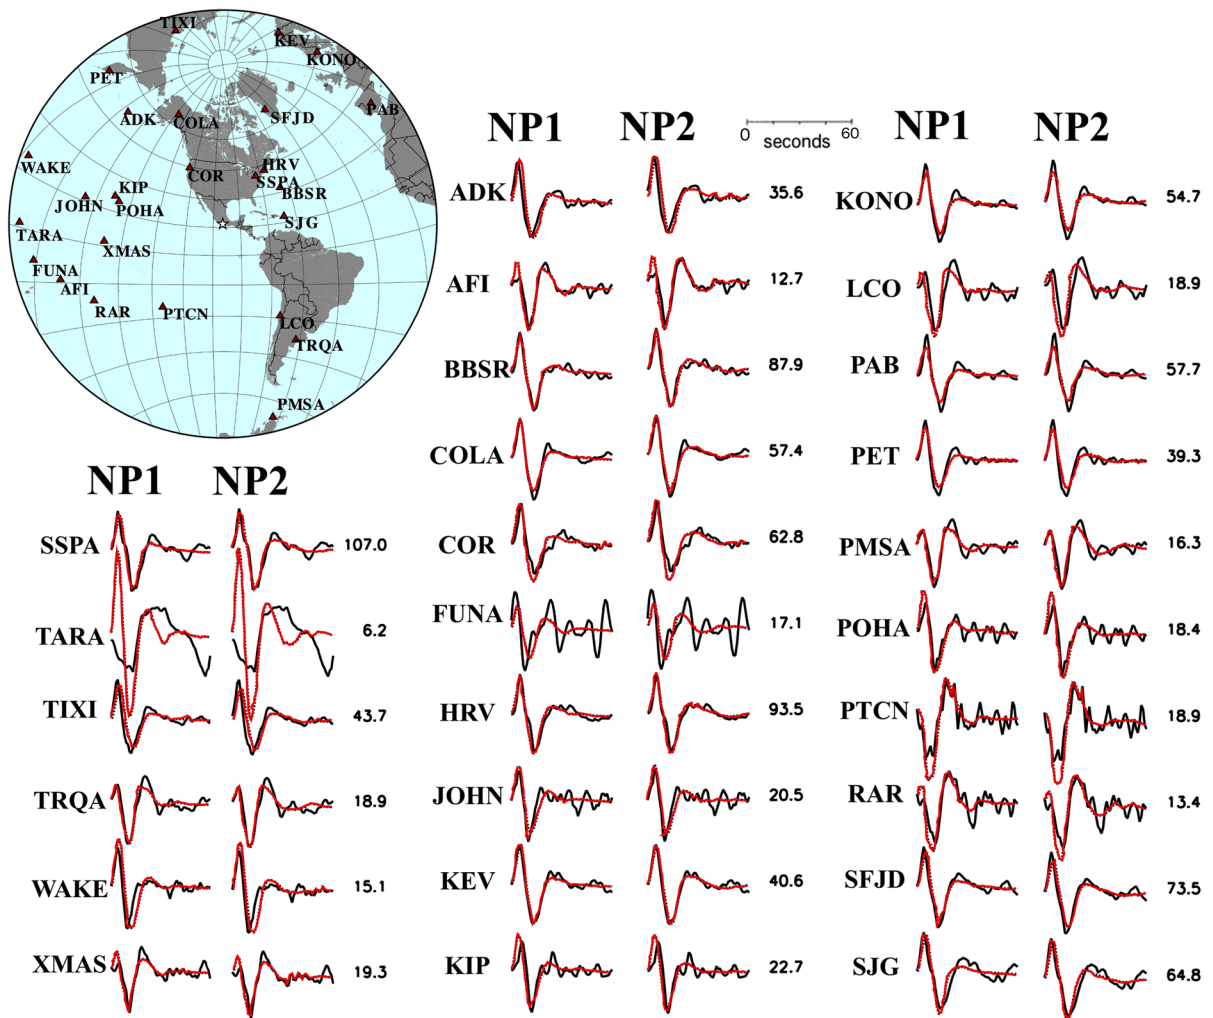 TIXI
KEV
KONO
PET
PAB
ADK
COLA
SFJD
WAKE
HRV
COR
SSPA
KIP
BBSR
JOHN
POHA
SJG
TARA
XMAS
FUNA
AFI
RAR
PTCN
LCO
TRQA
PMSA
NP1 NP2
SSPA 107.0
TARA 6.2
TIXI 43.7
TRQA 18.9
WAKE 15.1
XMAS 19.3
NP1 NP2
0 60
seconds
ADK 35.6
AFI 12.7
BBSR 87.9
COLA 57.4
COR 62.8
FUNA 17.1
HRV 93.5
JOHN 20.5
KEV 40.6
KIP 22.7
NP1 NP2
KONO 54.7
LCO 18.9
PAB 57.7
PET 39.3
PMSA 16.3
POHA 18.4
PTCN 18.9
RAR 13.4
SFJD 73.5
SJG 64.8